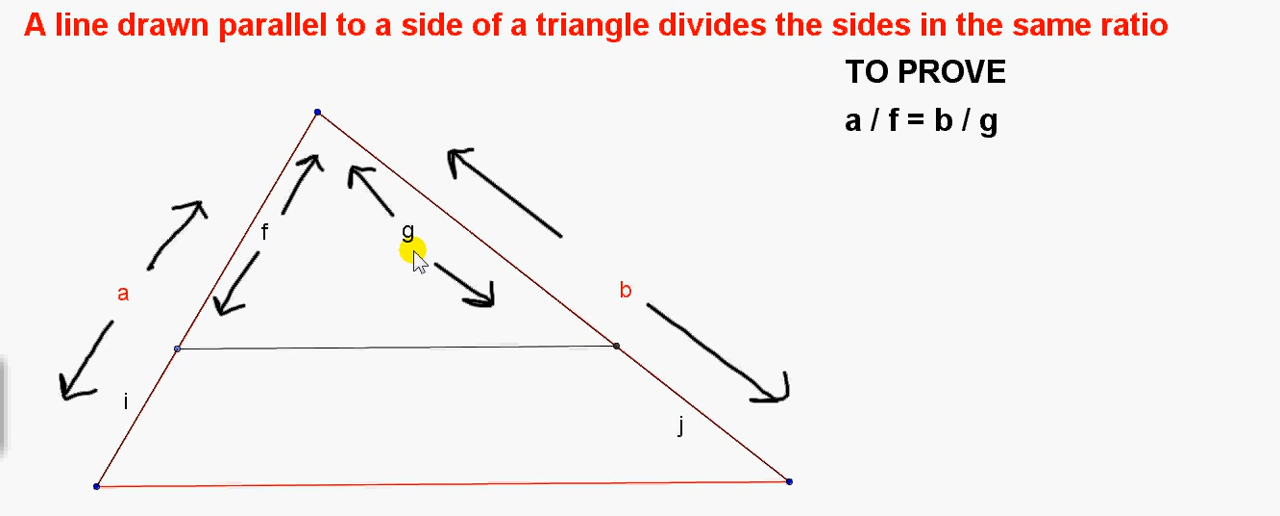 A line drawn parallel to a side of a triangle divides the sides in the same ratio
TO PROVE
a / f = b / g
f
g
a
b
i
j